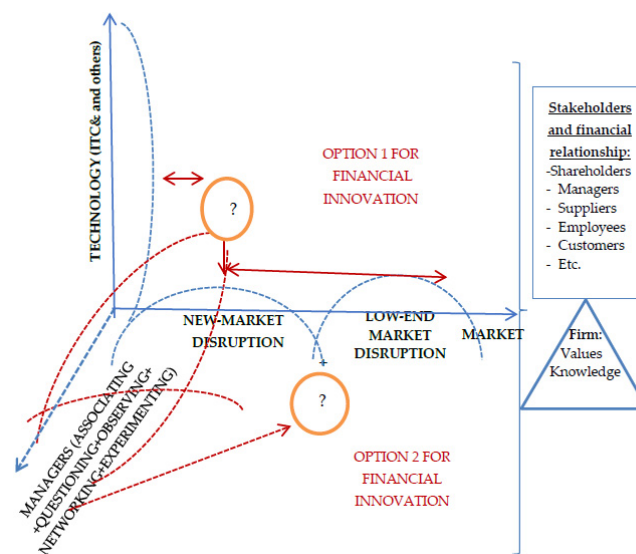 TECHNOLOGY (ITC& and others)
OPTION 1 FOR
FINANCIAL
INNOVATION
?
Stakeholders
and financial
relationship:
-Shareholders
- Managers
- Suppliers
- Employees
- Customers
- Etc.
NEW-MARKET
DISRUPTION
LOW-END
MARKET
DISRUPTION
MARKET
Firm:
Values
Knowledge
+
?
MANAGERS (ASSOCIATING
+QUESTIONING+OBSERVING+
NETWORKING+EXPERIMENTING)
OPTION 2 FOR
FINANCIAL
INNOVATION